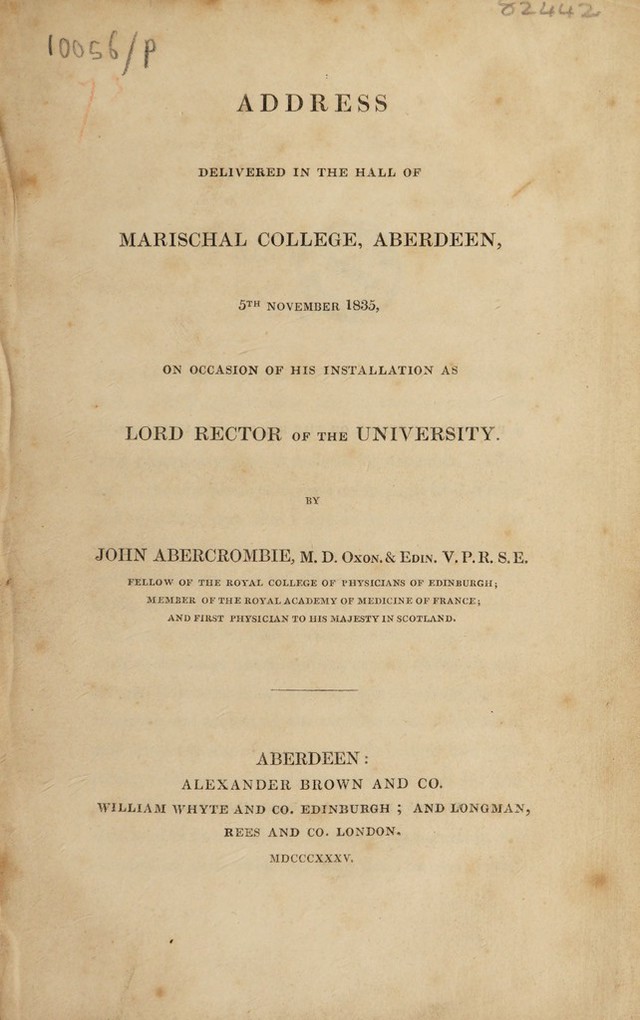 82442
10056/P
ADDRESS
DELIVERED IN THE HALL OF
MARISCHAL COLLEGE, ABERDEEN,
5TH NOVEMBER 1835,
ON OCCASION OF HIS INSTALLATION AS
LORD RECTOR OF THE UNIVERSITY.
BY
JOHN ABERCROMBIE, M. D. OXON. & EDIN. V. P. R. S. E.
FELLOW OF THE ROYAL COLLEGE OF PHYSICIANS OF EDINBURGH;
MEMBER OF THE ROYAL ACADEMY OF MEDICINE OF FRANCE;
AND FIRST PHYSICIAN TO HIS MAJESTY IN SCOTLAND.
ABERDEEN:
ALEXANDER BROWN AND CO.
WILLIAM WHYTE AND CO. EDINBURGH; AND LONGMAN,
REES AND CO. LONDON.
MDCCCXXXV.